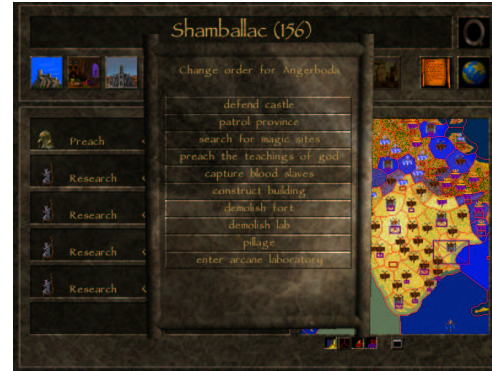 Shamballac (156)
Change order for Angerboda
defend castle
patrol province
search for magic sites
preach the teachings of god
capture blood slaves
construct building
demolish fort
demolish lab
pillage
enter arcane laboratory
Preach
Research
Research
Research
Research